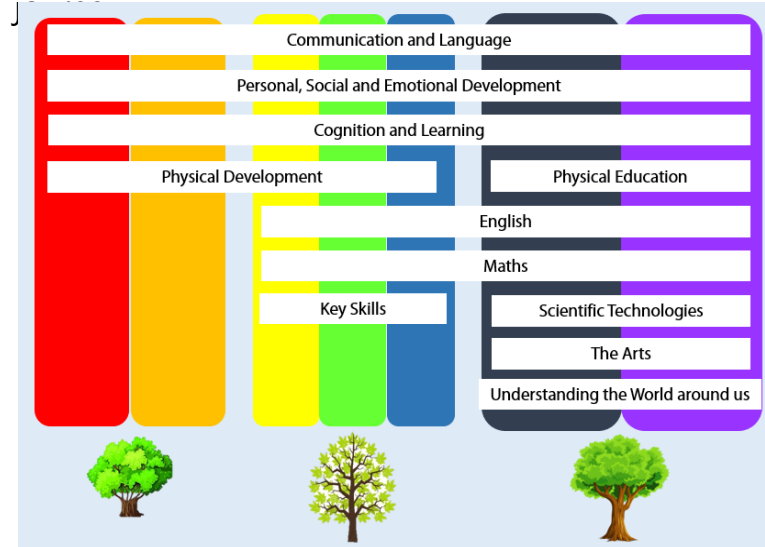 Communication and Language
Personal, Social and Emotional Development
Cognition and Learning
Physical Development
Physical Education
English
Maths
Key Skills
Scientific Technologies
The Arts
Understanding the World around us